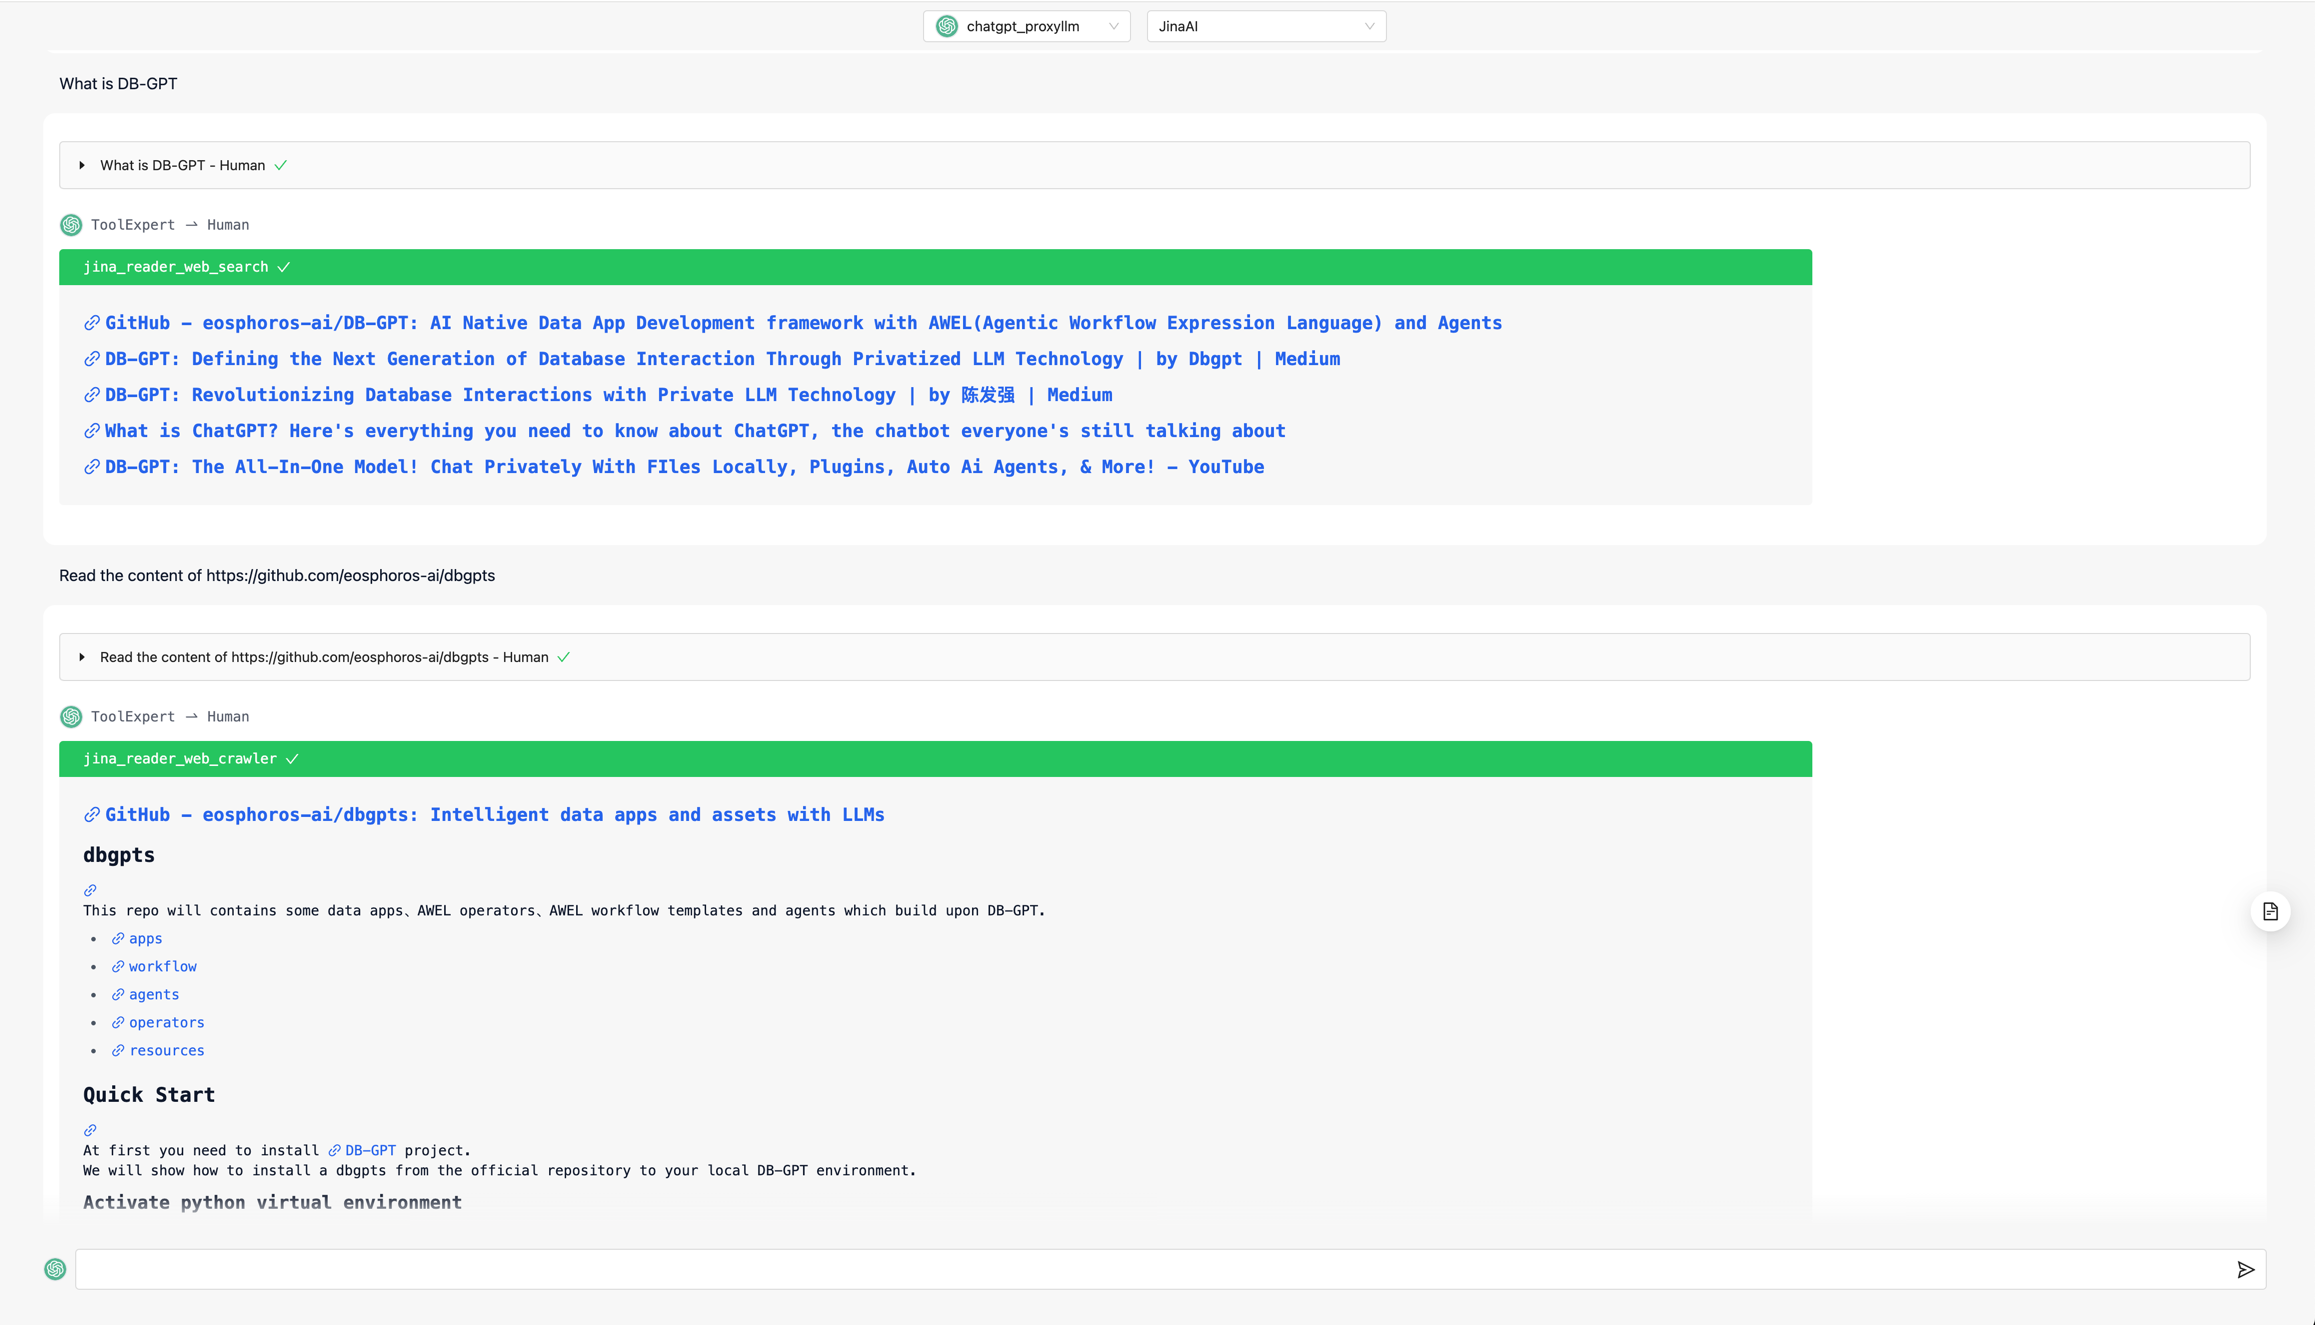 chatgpt_proxyllm
JinaAI
What is DB-GPT
What is DB-GPT - Human
ToolExpert → Human
jina_reader_web_search
GitHub - eosphoros-ai/DB-GPT: AI Native Data App Development framework with AWEL(Agentic Workflow Expression Language) and Agents
DB-GPT: Defining the Next Generation of Database Interaction Through Privatized LLM Technology | by Dbgpt | Medium
DB-GPT: Revolutionizing Database Interactions with Private LLM Technology | by 陈发强 | Medium
What is ChatGPT? Here's everything you need to know about ChatGPT, the chatbot everyone's still talking about
DB-GPT: The All-In-One Model! Chat Privately With FIles Locally, Plugins, Auto Ai Agents, & More! - YouTube
Read the content of https://github.com/eosphoros-ai/dbgpts
Read the content of https://github.com/eosphoros-ai/dbgpts - Human
ToolExpert → Human
jina_reader_web_crawler
GitHub - eosphoros-ai/dbgpts: Intelligent data apps and assets with LLMs
dbgpts
This repo will contains some data apps、AWEL operators、AWEL workflow templates and agents which build upon DB-GPT.
apps
workflow
agents
operators
resources
Quick Start
At first you need to install DB-GPT project.
We will show how to install a dbgpts from the official repository to your local DB-GPT environment.
Activate python virtual environment